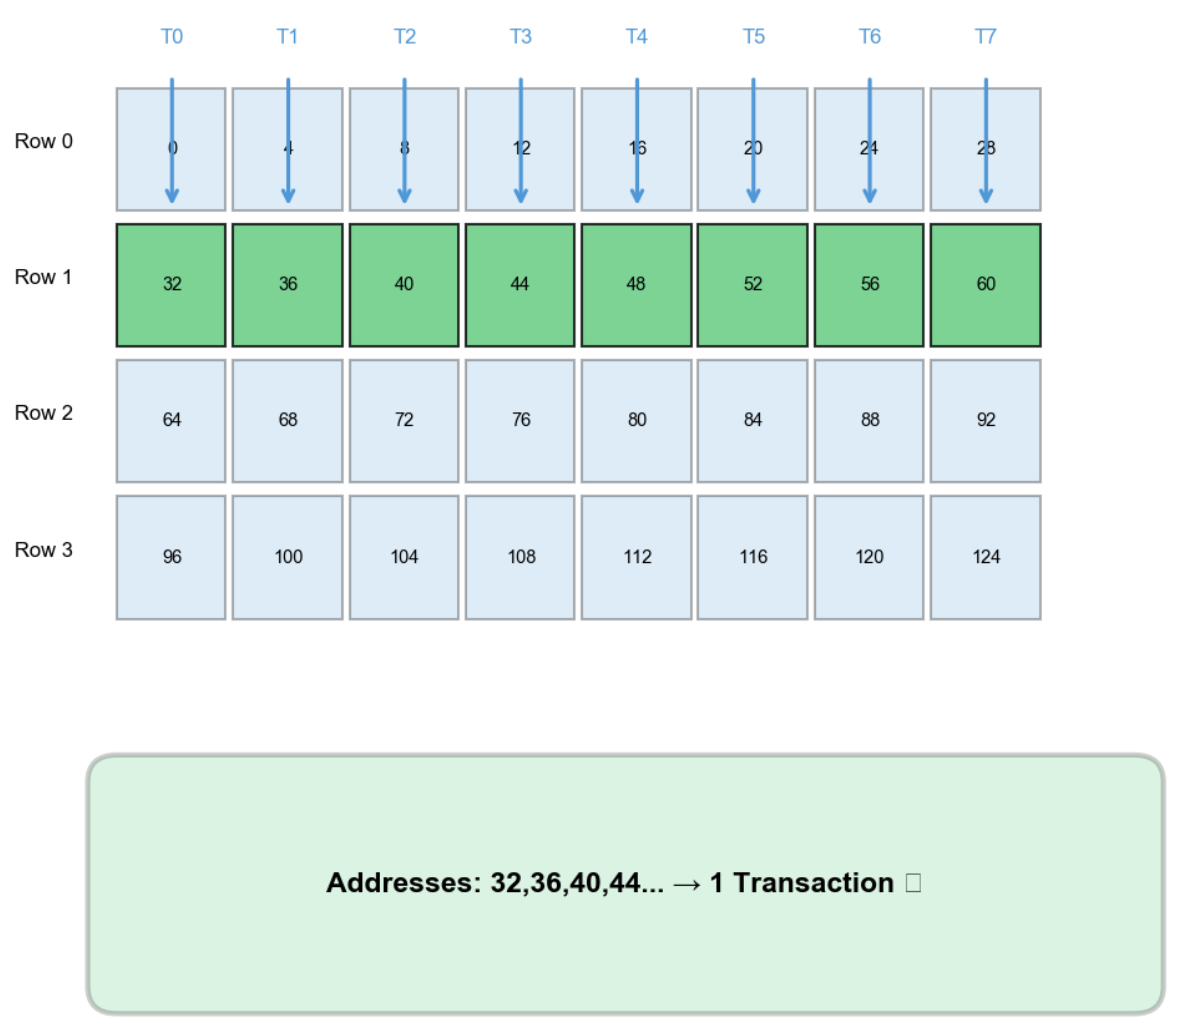 T0 T1 T2 T3 T4 T5 T6 T7
Row 0 0 4 8 12 16 20 24 28
Row 1 32 36 40 44 48 52 56 60
Row 2 64 68 72 76 80 84 88 92
Row 3 96 100 104 108 112 116 120 124
Addresses: 32,36,40,44... → 1 Transaction